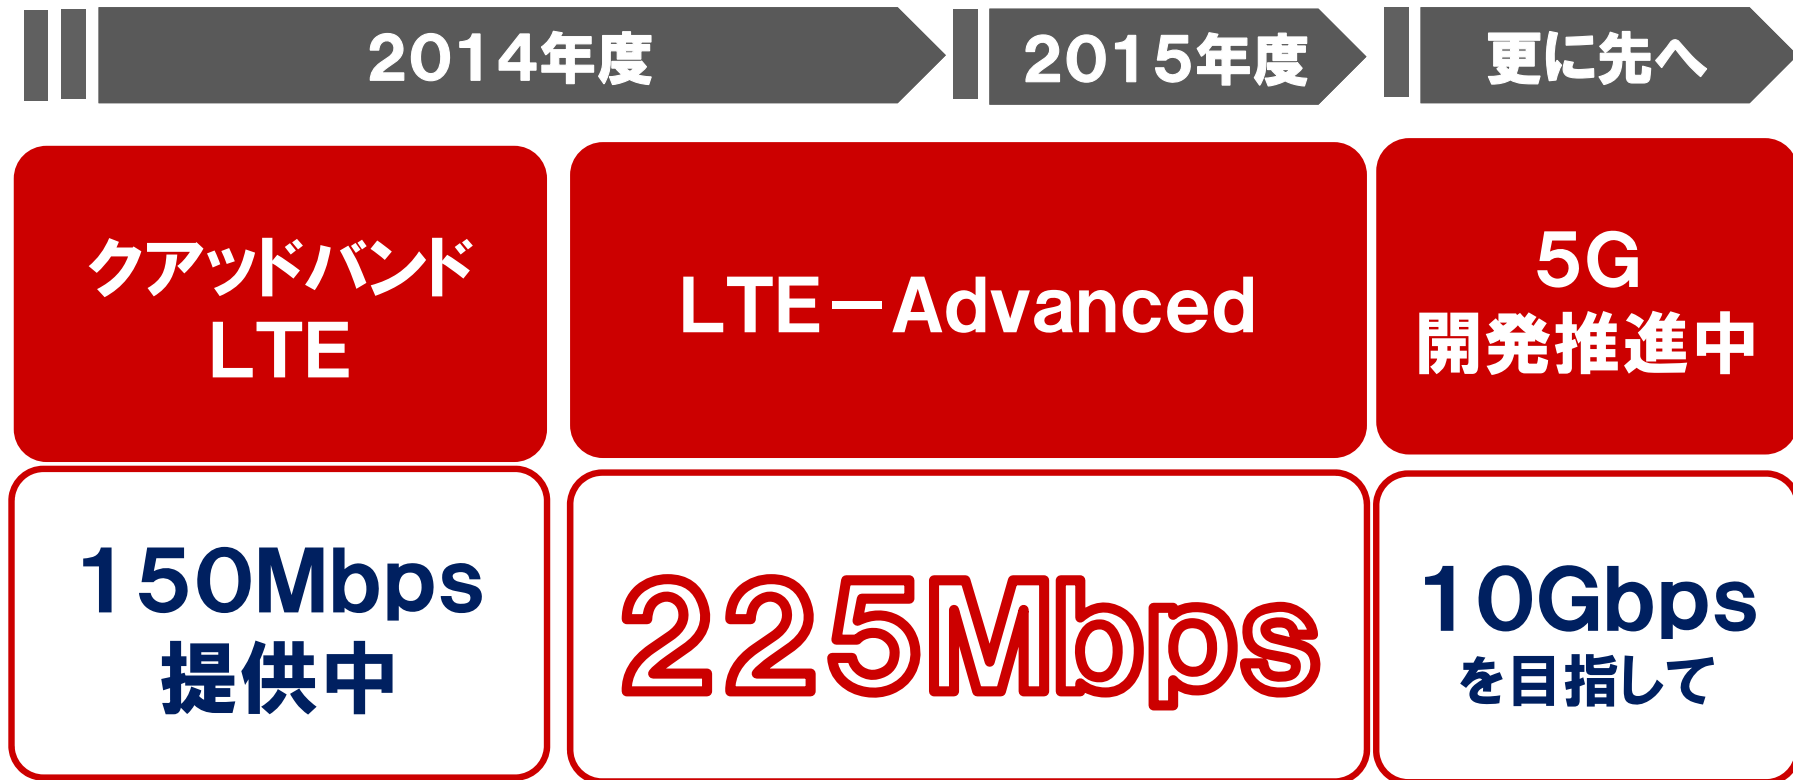 2014年度
2015年度
更に先へ
クアッドバンド
LTE
LTE－Advanced
5G
開発推進中
150Mbps
提供中
225Mbps
10Gbps
を目指して